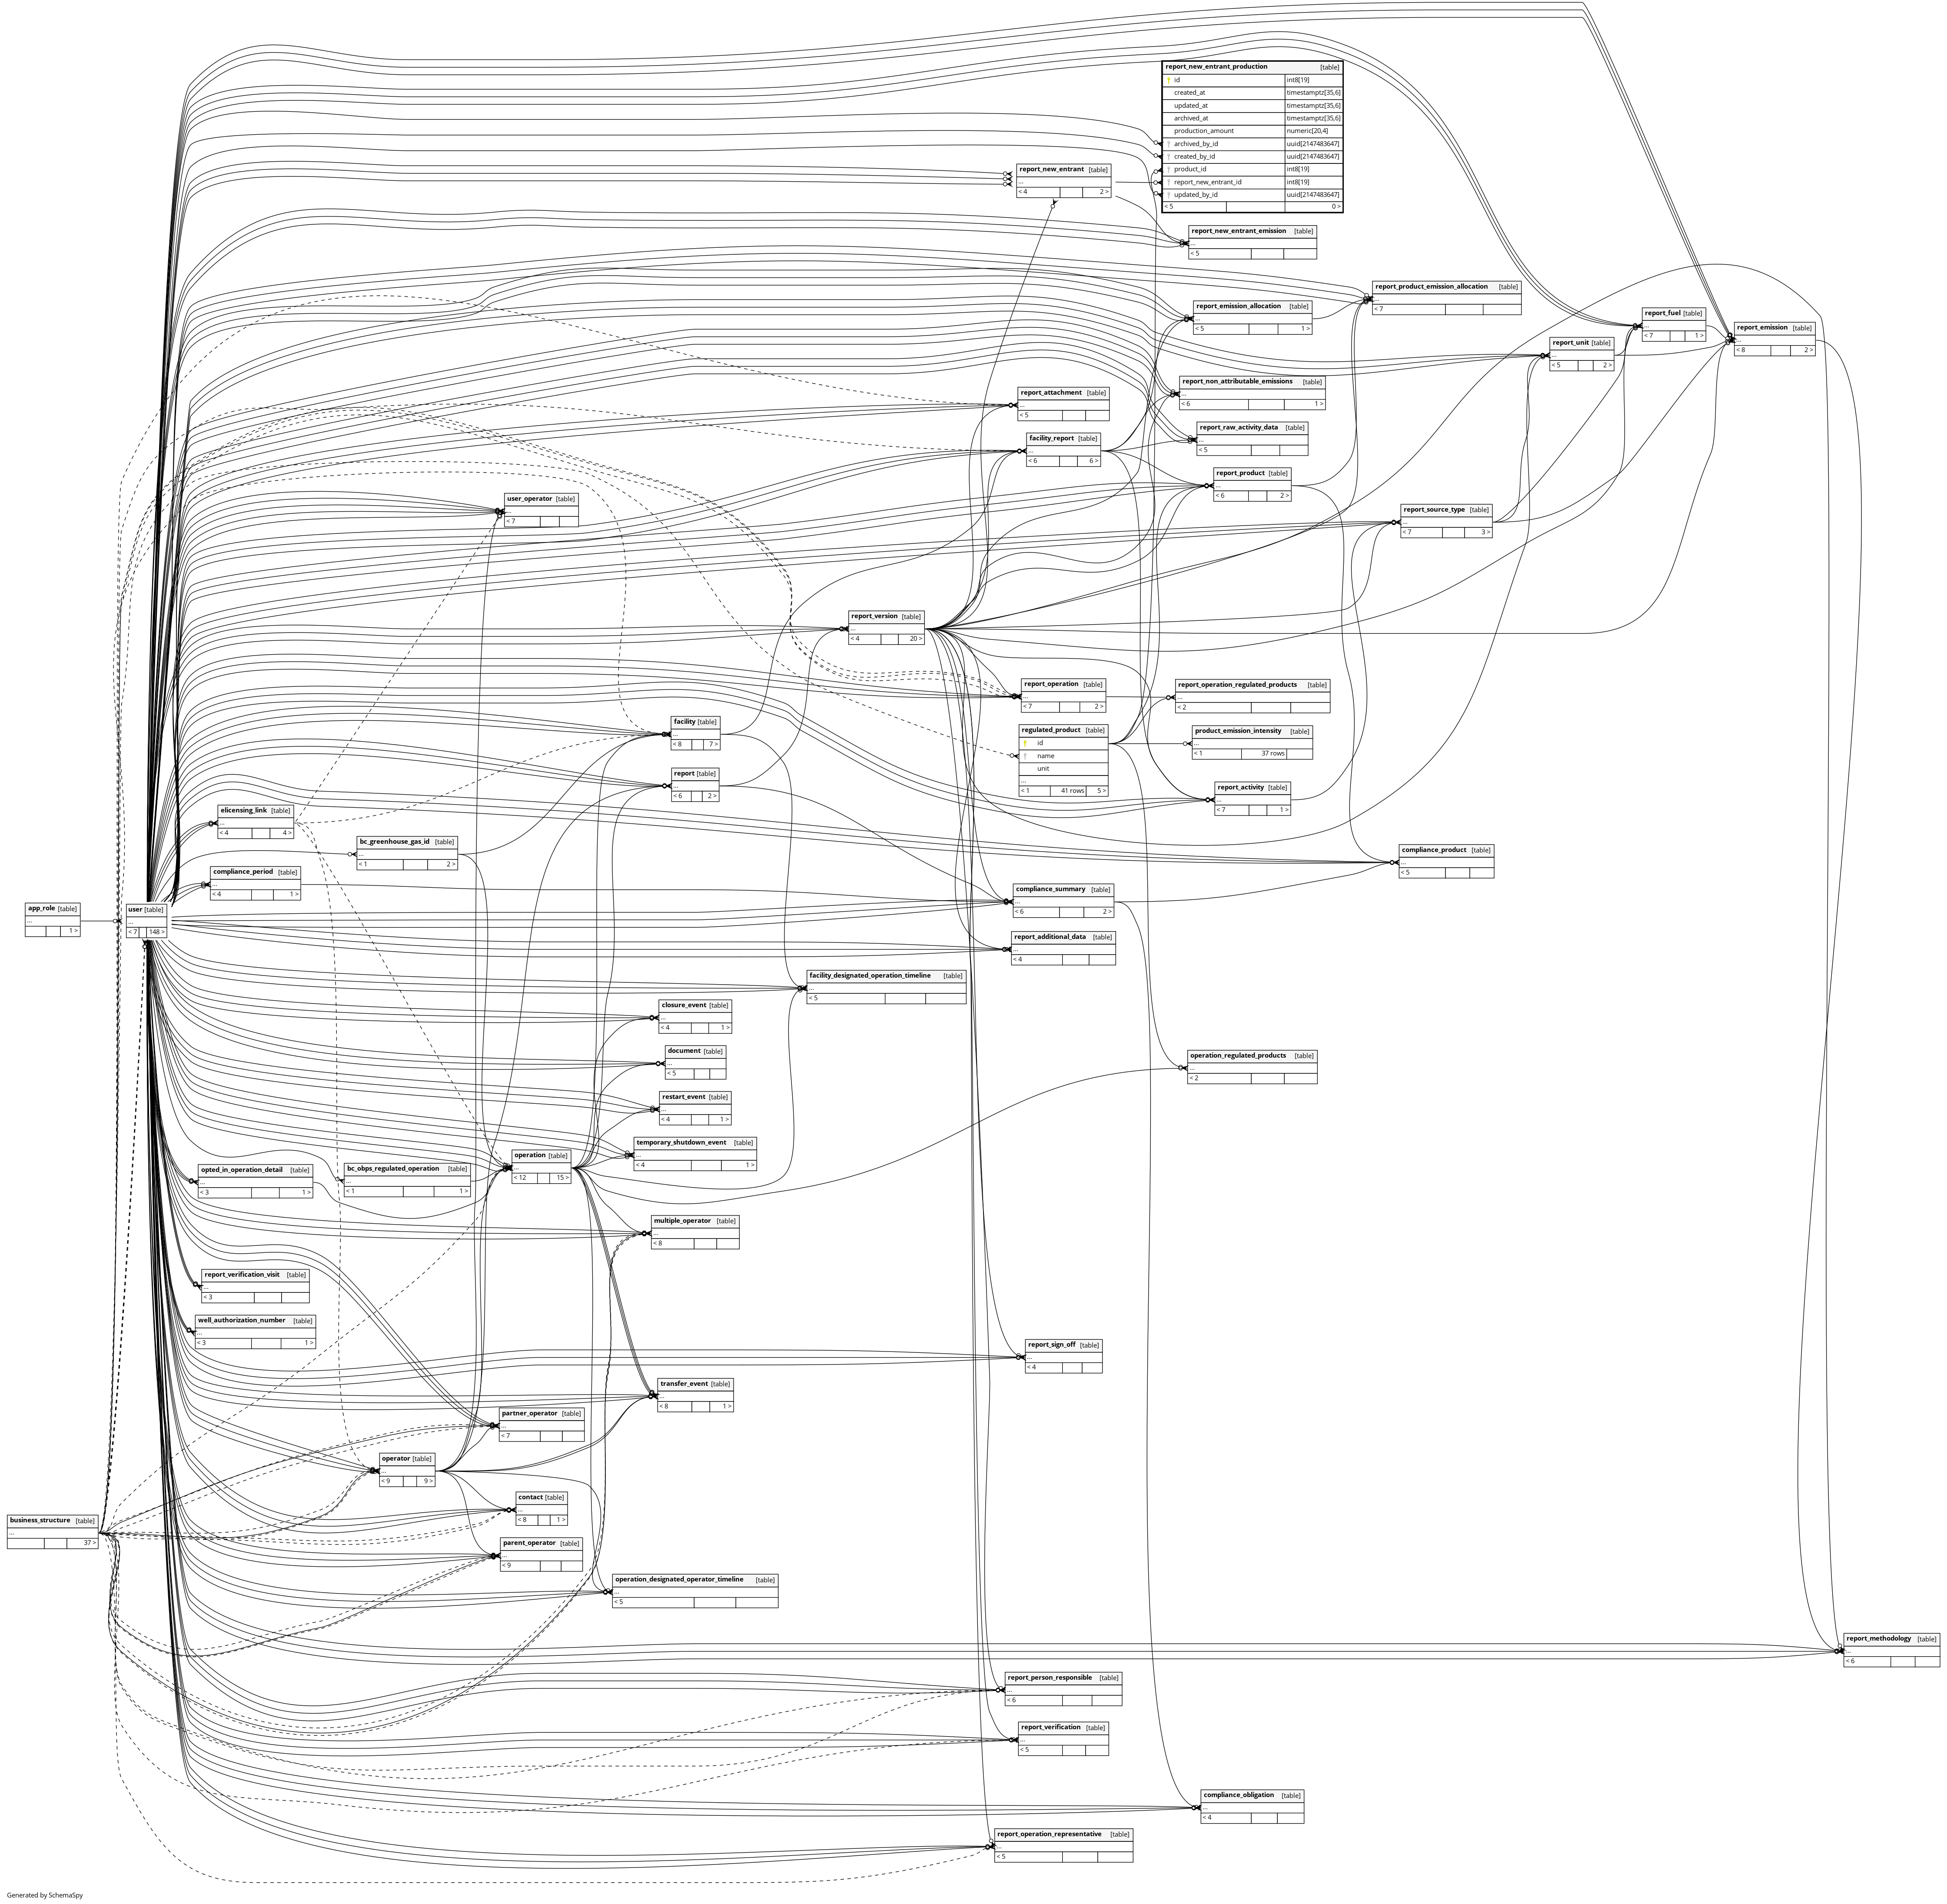 report_new_entrant_production [table]
id int8[19]
created_at timestamptz[35,6]
updated_at timestamptz[35,6]
archived_at timestamptz[35,6]
production_amount numeric[20,4]
archived_by_id uuid[2147483647]
created_by_id uuid[2147483647]
product_id int8[19]
report_new_entrant_id int8[19]
updated_by_id uuid[2147483647]
< 5 0 >
report_new_entrant [table]
...
< 4 2 >
report_new_entrant_emission [table]
...
< 5
report_product_emission_allocation [table]
...
< 7
report_emission_allocation [table]
...
< 5 1 >
report_fuel [table]
...
< 7 1 >
report_emission [table]
...
< 8 2 >
report_unit [table]
...
< 5 2 >
report_non_attributable_emissions [table]
...
< 6 1 >
report_attachment [table]
...
< 5
report_raw_activity_data [table]
...
< 5
facility_report [table]
...
< 6 6 >
report_product [table]
...
< 6 2 >
user_operator [table]
...
< 7
report_source_type [table]
...
< 7 3 >
report_version [table]
...
< 4 20 >
report_operation [table]
...
< 7 2 >
report_operation_regulated_products [table]
...
< 2
facility [table]
...
< 8 7 >
regulated_product [table]
id
name
unit
...
< 1 41 rows 5 >
product_emission_intensity [table]
...
< 1 37 rows
report [table]
...
< 6 2 >
report_activity [table]
...
< 7 1 >
elicensing_link [table]
...
< 4 4 >
bc_greenhouse_gas_id [table]
...
< 1 2 >
compliance_product [table]
...
< 5
compliance_period [table]
...
< 4 1 >
compliance_summary [table]
...
< 6 2 >
app_role [table]
...
1 >
user [table]
...
< 7 148 >
report_additional_data [table]
...
< 4
facility_designated_operation_timeline [table]
...
< 5
closure_event [table]
...
< 4 1 >
document [table]
...
< 5
operation_regulated_products [table]
...
< 2
restart_event [table]
...
< 4 1 >
temporary_shutdown_event [table]
...
< 4 1 >
operation [table]
...
< 12 15 >
opted_in_operation_detail [table]
...
< 3 1 >
bc_obps_regulated_operation [table]
...
< 1 1 >
multiple_operator [table]
...
< 8
report_verification_visit [table]
...
< 3
well_authorization_number [table]
...
< 3 1 >
report_sign_off [table]
...
< 4
transfer_event [table]
...
< 8 1 >
partner_operator [table]
...
< 7
operator [table]
...
< 9 9 >
contact [table]
...
< 8 1 >
business_structure [table]
...
37 >
parent_operator [table]
...
< 9
operation_designated_operator_timeline [table]
...
< 5
report_methodology [table]
...
< 6
report_person_responsible [table]
...
< 6
report_verification [table]
...
< 5
compliance_obligation [table]
...
< 4
report_operation_representative [table]
...
< 5
Generated by SchemaSpy